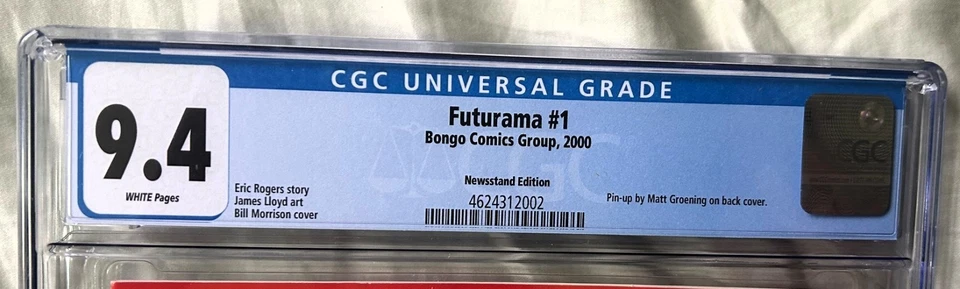 CGC UNIVERSAL GRADE
9.4
WHITE Pages
Futurama #1
Bongo Comics Group, 2000
Newsstand Edition
4624312002
Eric Rogers story
James Lloyd art
Bill Morrison cover
Pin-up by Matt Groening on back cover.
CGC
CGC